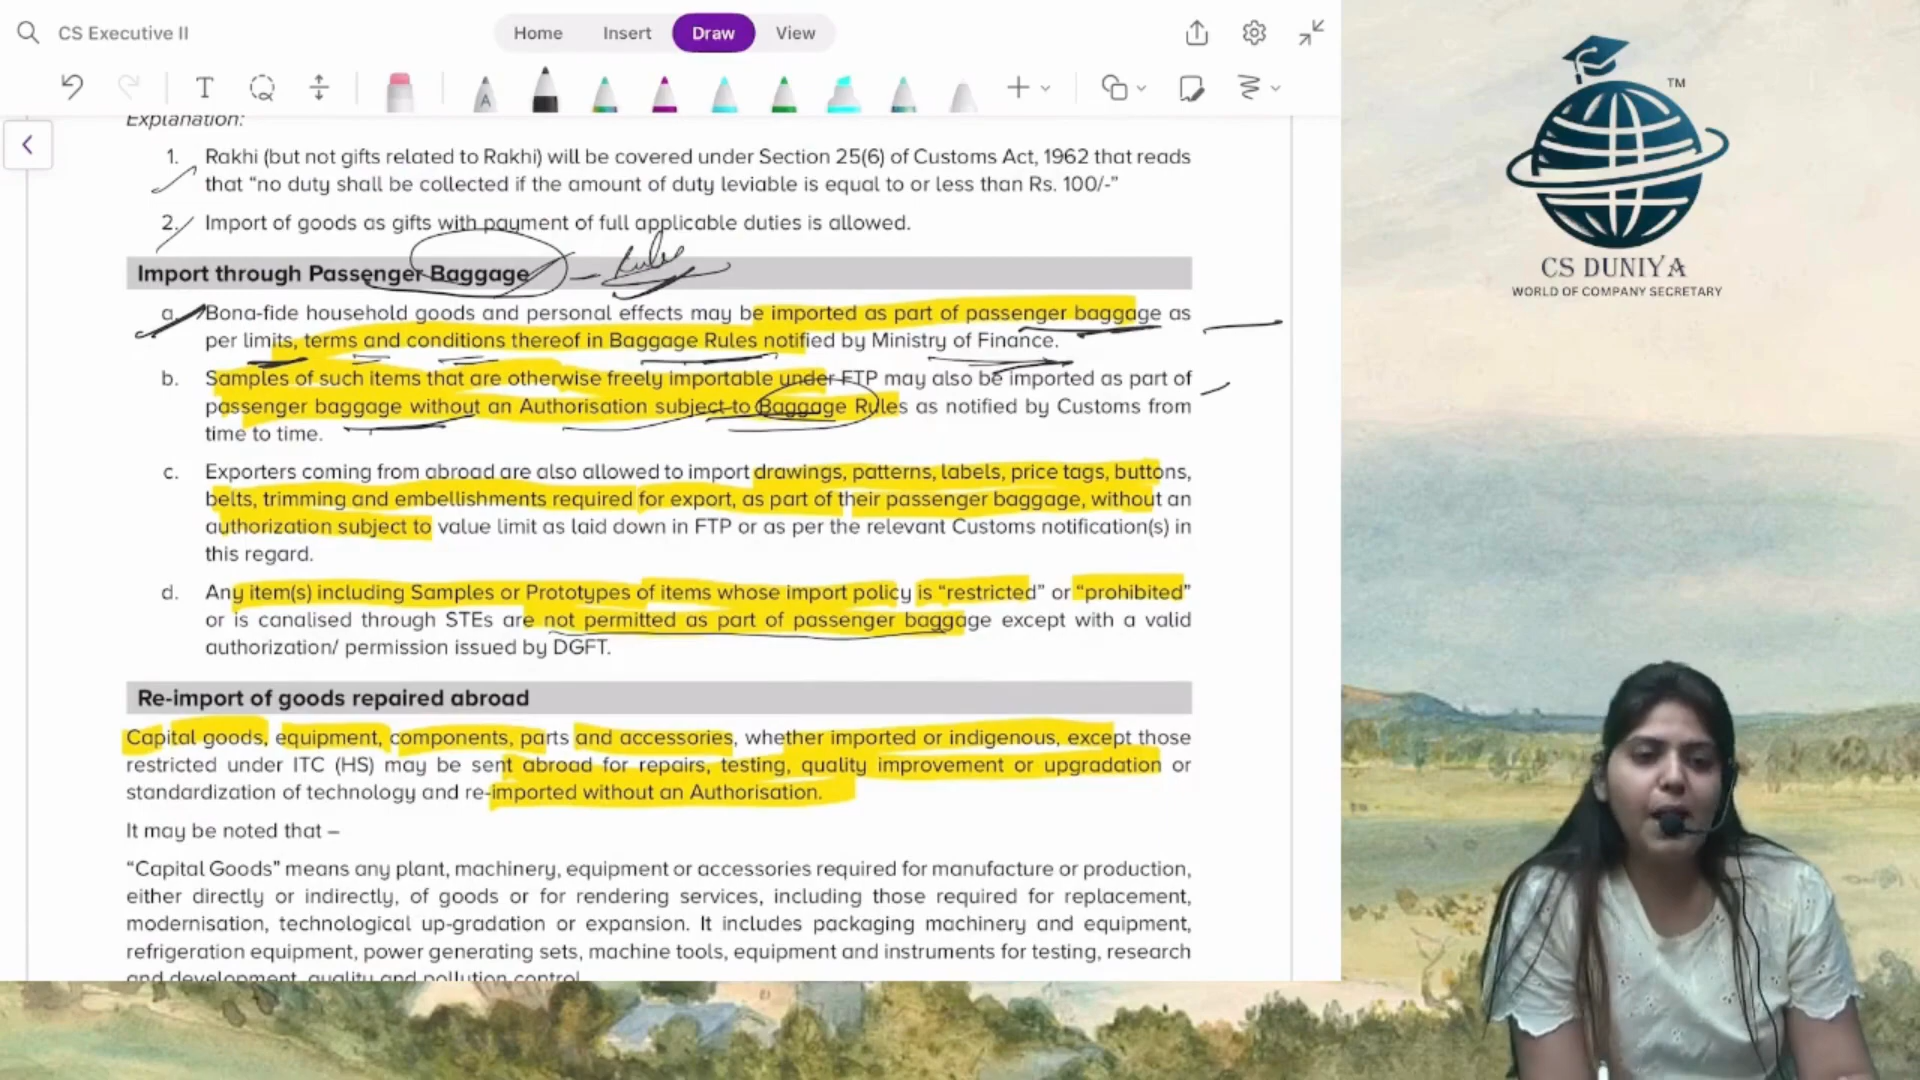 CS Executive II
Home
Insert
Draw
View
T
A
Explanation:
1. Rakhi (but not gifts related to Rakhi) will be covered under Section 25(6) of Customs Act, 1962 that reads
that “no duty shall be collected if the amount of duty leviable is equal to or less than Rs. 100/-”
2. Import of goods as gifts with payment of full applicable duties is allowed.
Import through Passenger Baggage - Rules
a. Bona-fide household goods and personal effects may be imported as part of passenger baggage as
per limits, terms and conditions thereof in Baggage Rules notified by Ministry of Finance.
b. Samples of such items that are otherwise freely importable under FTP may also be imported as part of
passenger baggage without an Authorisation subject to Baggage Rules as notified by Customs from
time to time.
c. Exporters coming from abroad are also allowed to import drawings, patterns, labels, price tags, buttons,
belts, trimming and embellishments required for export, as part of their passenger baggage, without an
authorization subject to value limit as laid down in FTP or as per the relevant Customs notification(s) in
this regard.
d. Any item(s) including Samples or Prototypes of items whose import policy is “restricted” or “prohibited”
or is canalised through STEs are not permitted as part of passenger baggage except with a valid
authorization/ permission issued by DGFT.
Re-import of goods repaired abroad
Capital goods, equipment, components, parts and accessories, whether imported or indigenous, except those
restricted under ITC (HS) may be sent abroad for repairs, testing, quality improvement or upgradation or
standardization of technology and re-imported without an Authorisation.
It may be noted that –
“Capital Goods” means any plant, machinery, equipment or accessories required for manufacture or production,
either directly or indirectly, of goods or for rendering services, including those required for replacement,
modernisation, technological up-gradation or expansion. It includes packaging machinery and equipment,
refrigeration equipment, power generating sets, machine tools, equipment and instruments for testing, research
and development, quality and pollution control.
TM
CS DUNIYA
WORLD OF COMPANY SECRETARY